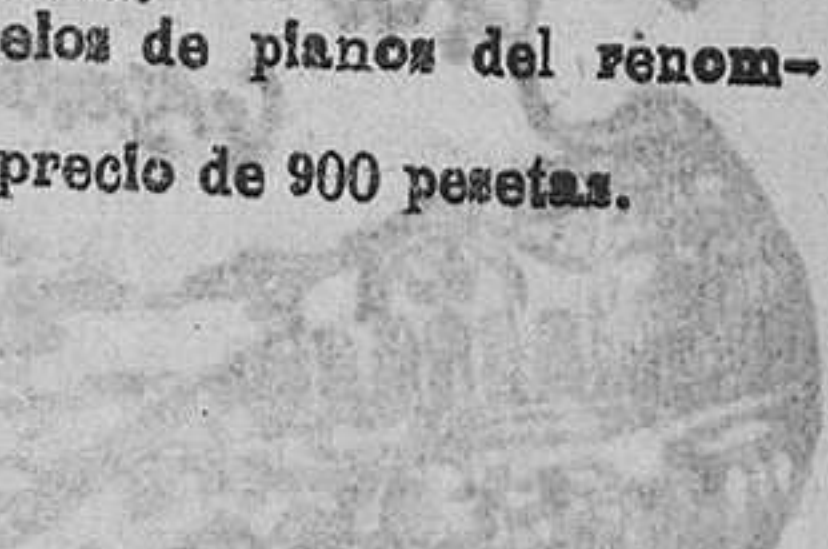 elos de pianos del renom-
precio de 900 pesetas.